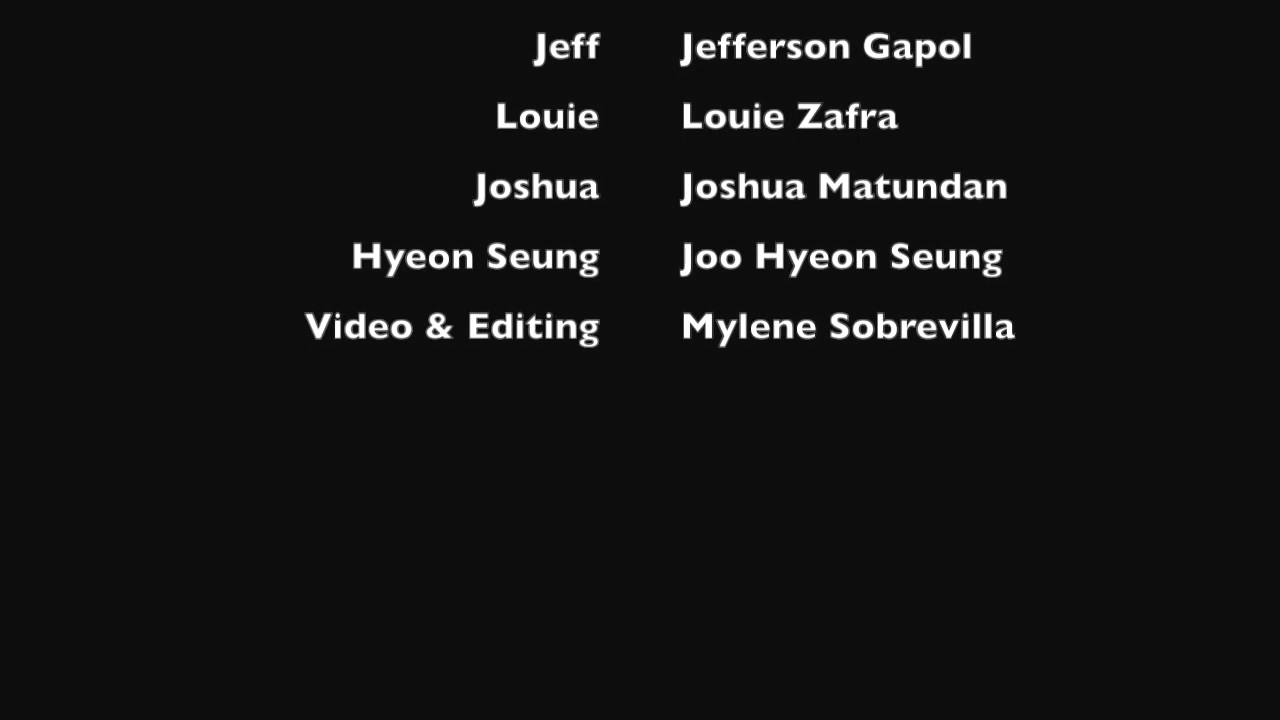 Jeff Jefferson Gapol
Louie Louie Zafra
Joshua Joshua Matundan
Hyeon Seung Joo Hyeon Seung
Video & Editing Mylene Sobrevilla